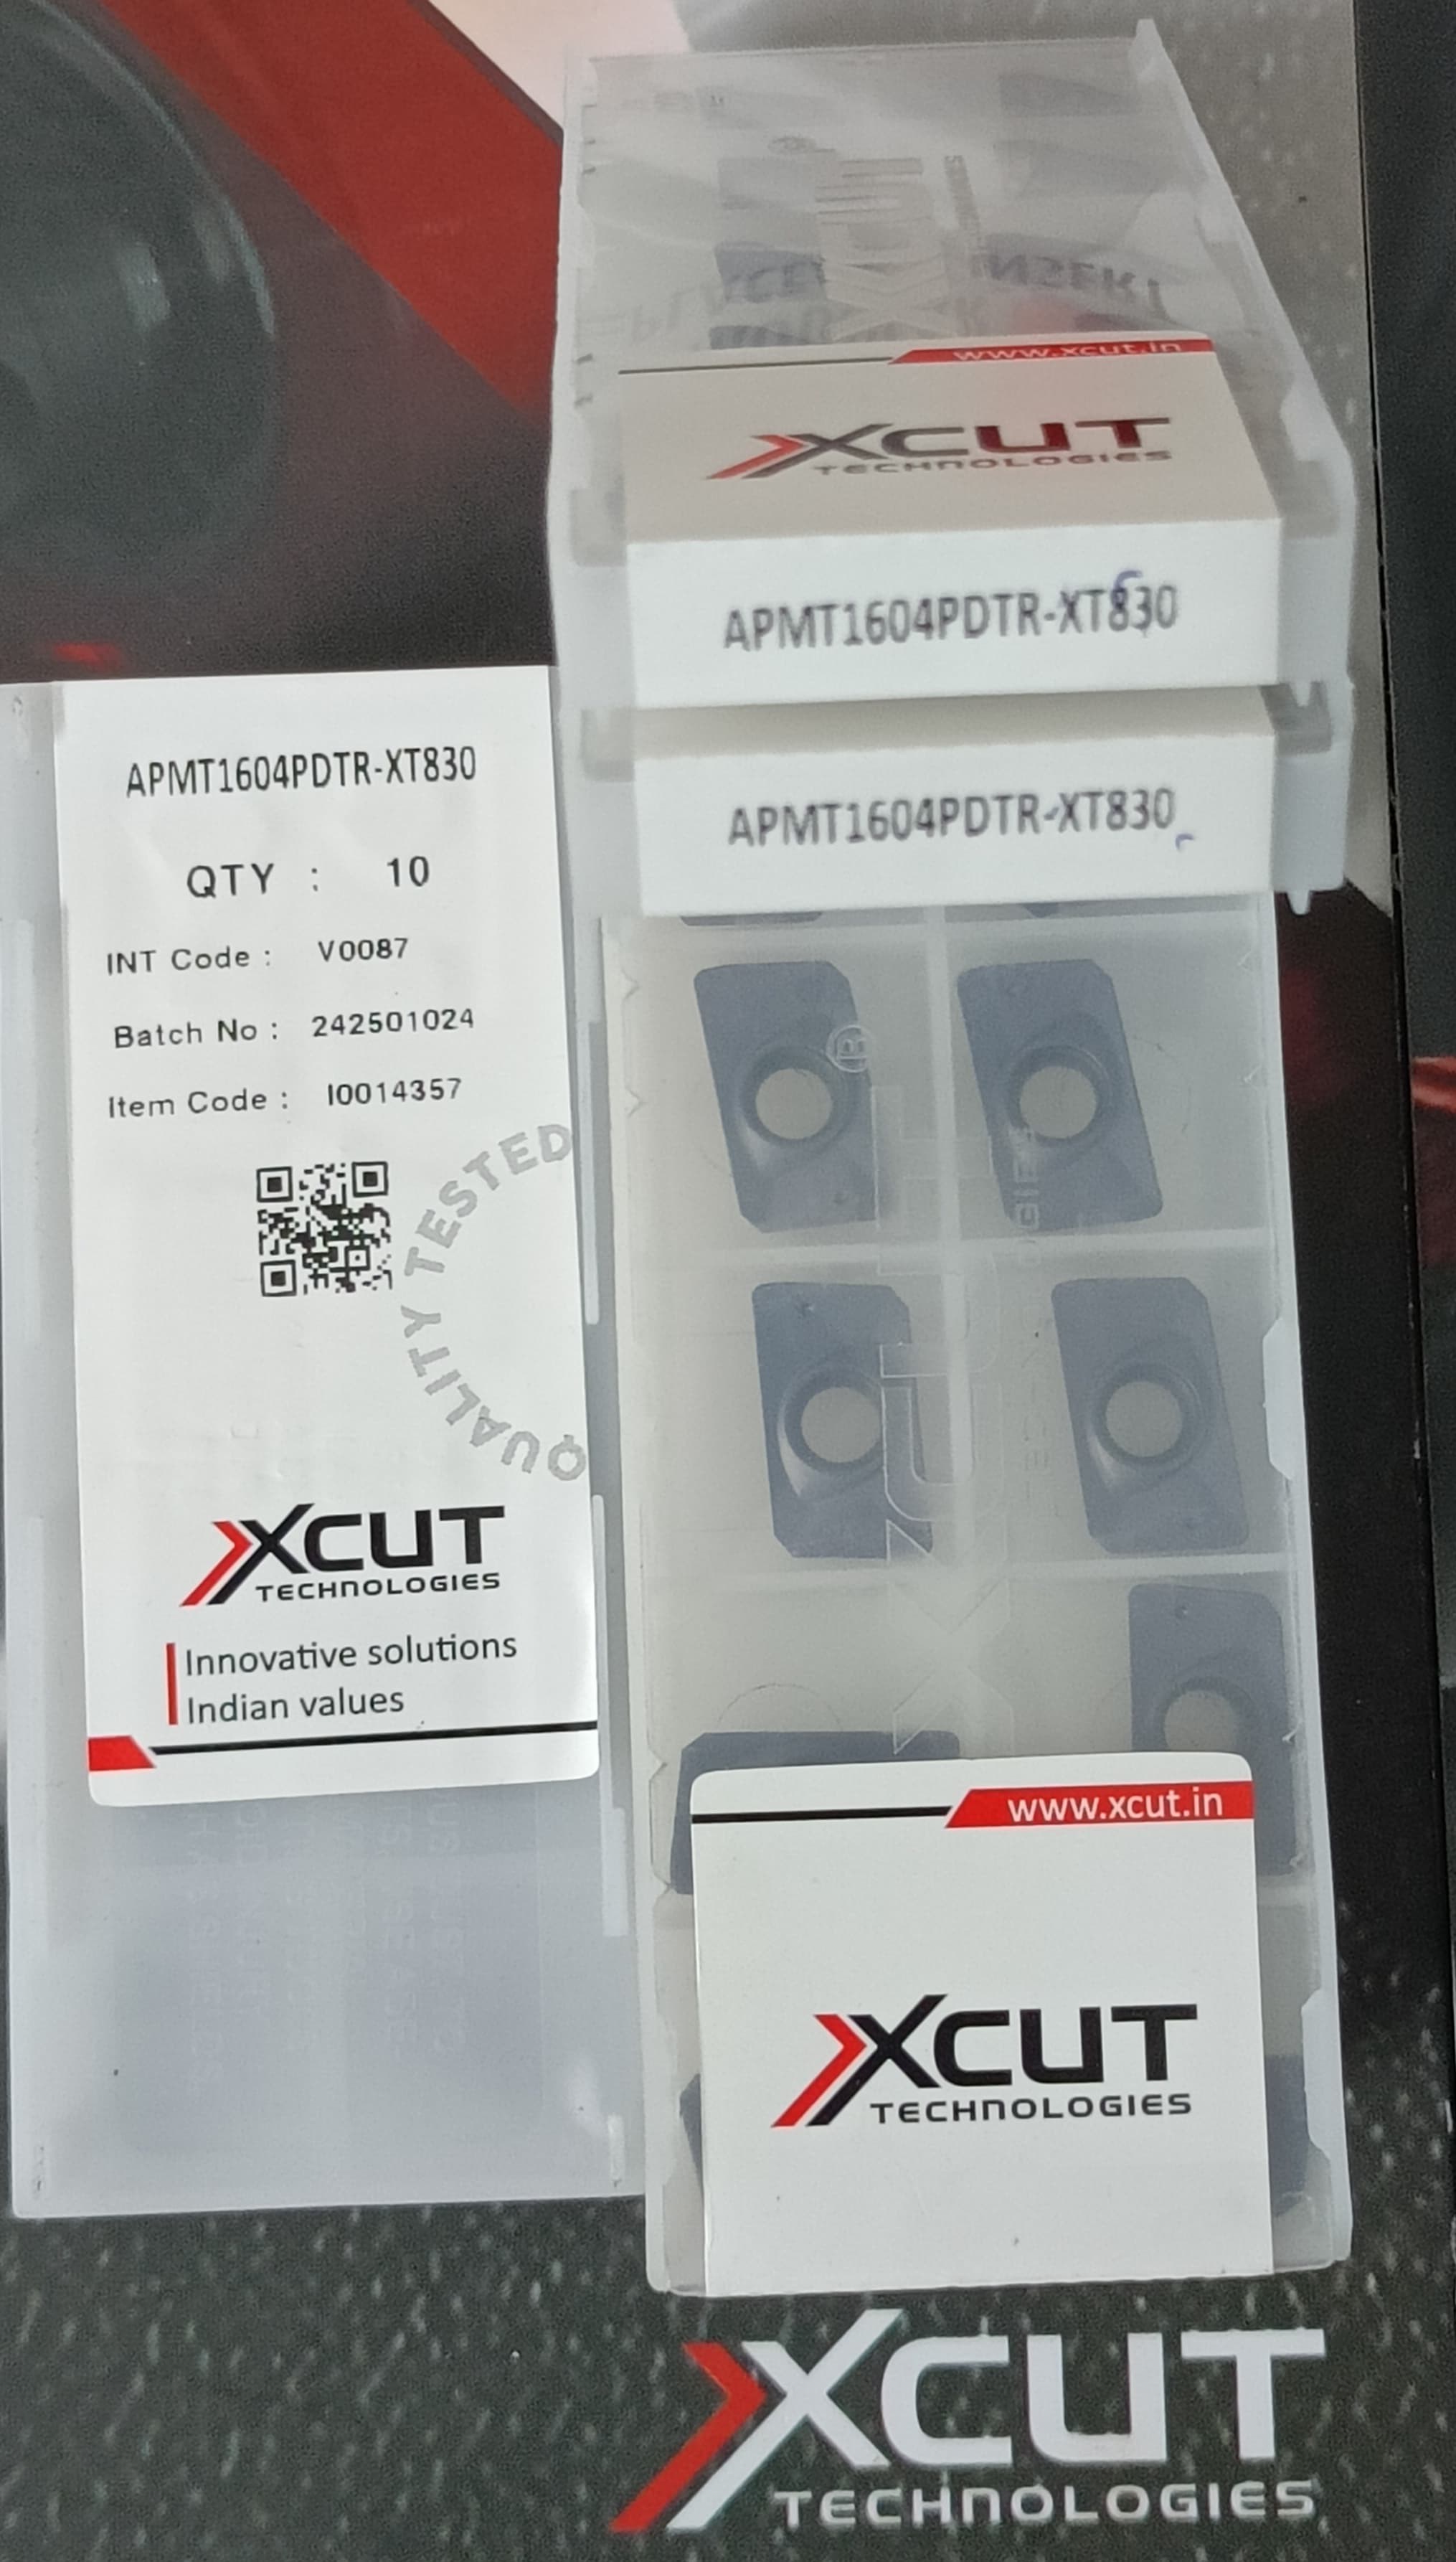 www.xcut.in
XCUT
TECHNOLOGIES
APMT1604PDTR-XT830
APMT1604PDTR-XT830
APMT1604PDTR-XT830
QTY : 10
INT Code : V0087
Batch No : 242501024
Item Code : I0014357
QUALITY TESTED
XCUT
TECHNOLOGIES
Innovative solutions
Indian values
XCUT
www.xcut.in
XCUT
TECHNOLOGIES
XCUT
TECHNOLOGIES